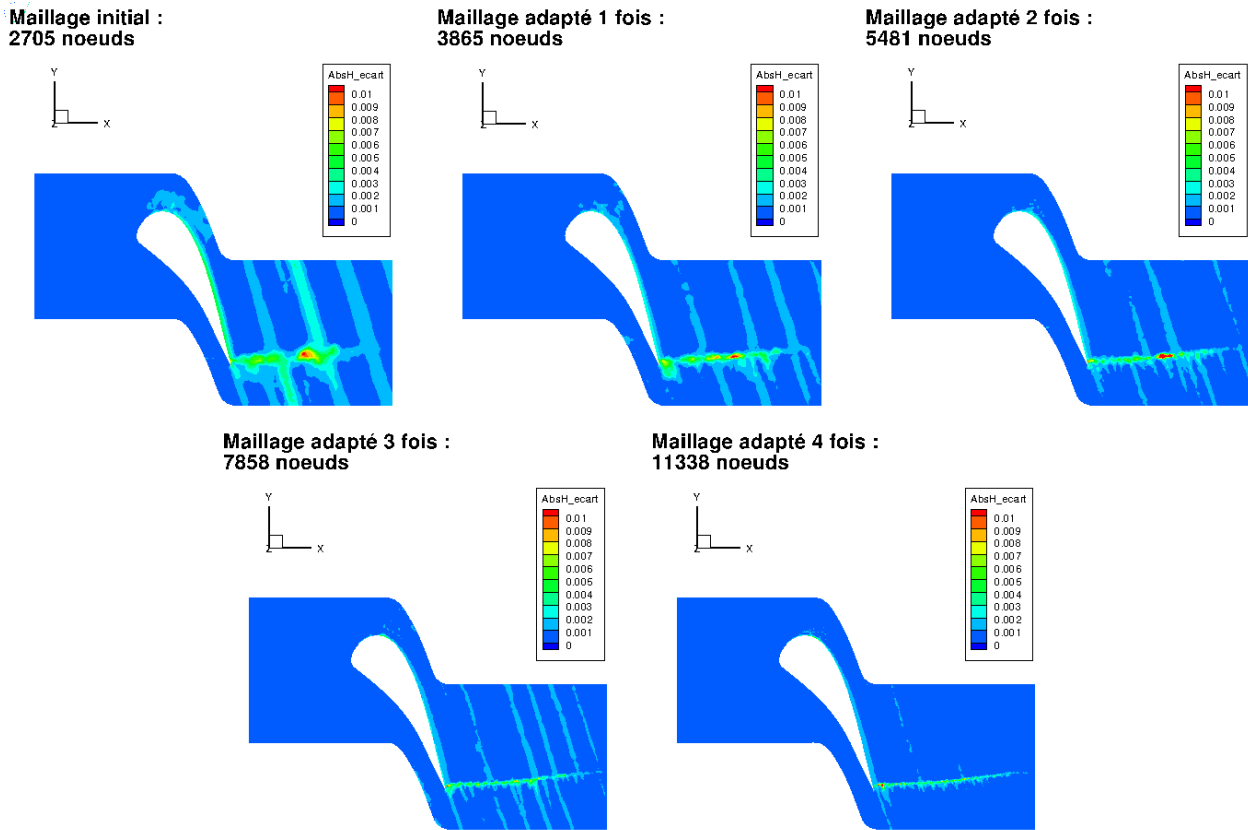 Maillage initial :
2705 noeuds
Y
Z
X
AbsH_ecart
0.01
0.009
0.008
0.007
0.006
0.005
0.004
0.003
0.002
0.001
0
Maillage adapté 1 fois :
3865 noeuds
Y
Z
X
AbsH_ecart
0.01
0.009
0.008
0.007
0.006
0.005
0.004
0.003
0.002
0.001
0
Maillage adapté 2 fois :
5481 noeuds
Y
Z
X
AbsH_ecart
0.01
0.009
0.008
0.007
0.006
0.005
0.004
0.003
0.002
0.001
0
Maillage adapté 3 fois :
7858 noeuds
Y
Z
X
AbsH_ecart
0.01
0.009
0.008
0.007
0.006
0.005
0.004
0.003
0.002
0.001
0
Maillage adapté 4 fois :
11338 noeuds
Y
Z
X
AbsH_ecart
0.01
0.009
0.008
0.007
0.006
0.005
0.004
0.003
0.002
0.001
0